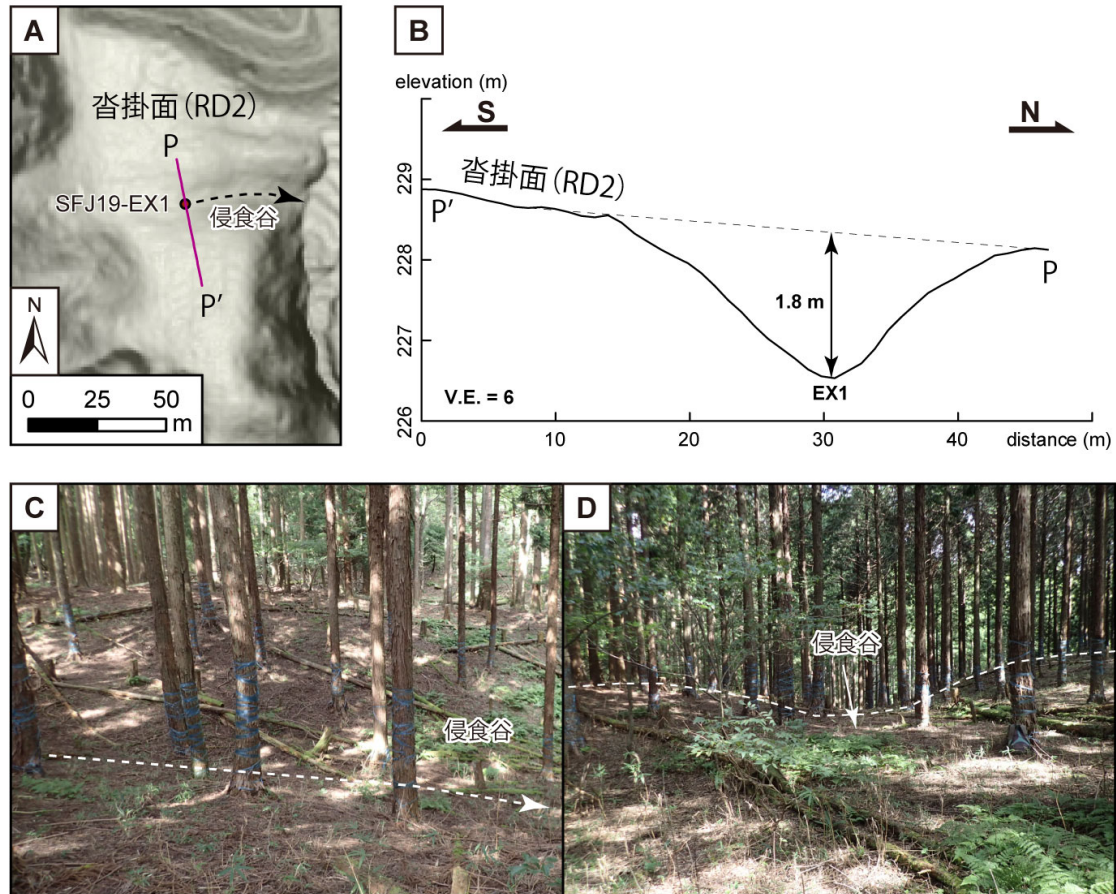 A
沓掛面(RD2)
P
SFJ19-EX1
侵食谷
P'
N
0 25 50
m
B
elevation (m)
S
N
229
228
227
226
沓掛面(RD2)
P'
P
1.8 m
EX1
V.E. = 6
0 10 20 30 40 distance (m)
C
侵食谷
D
侵食谷